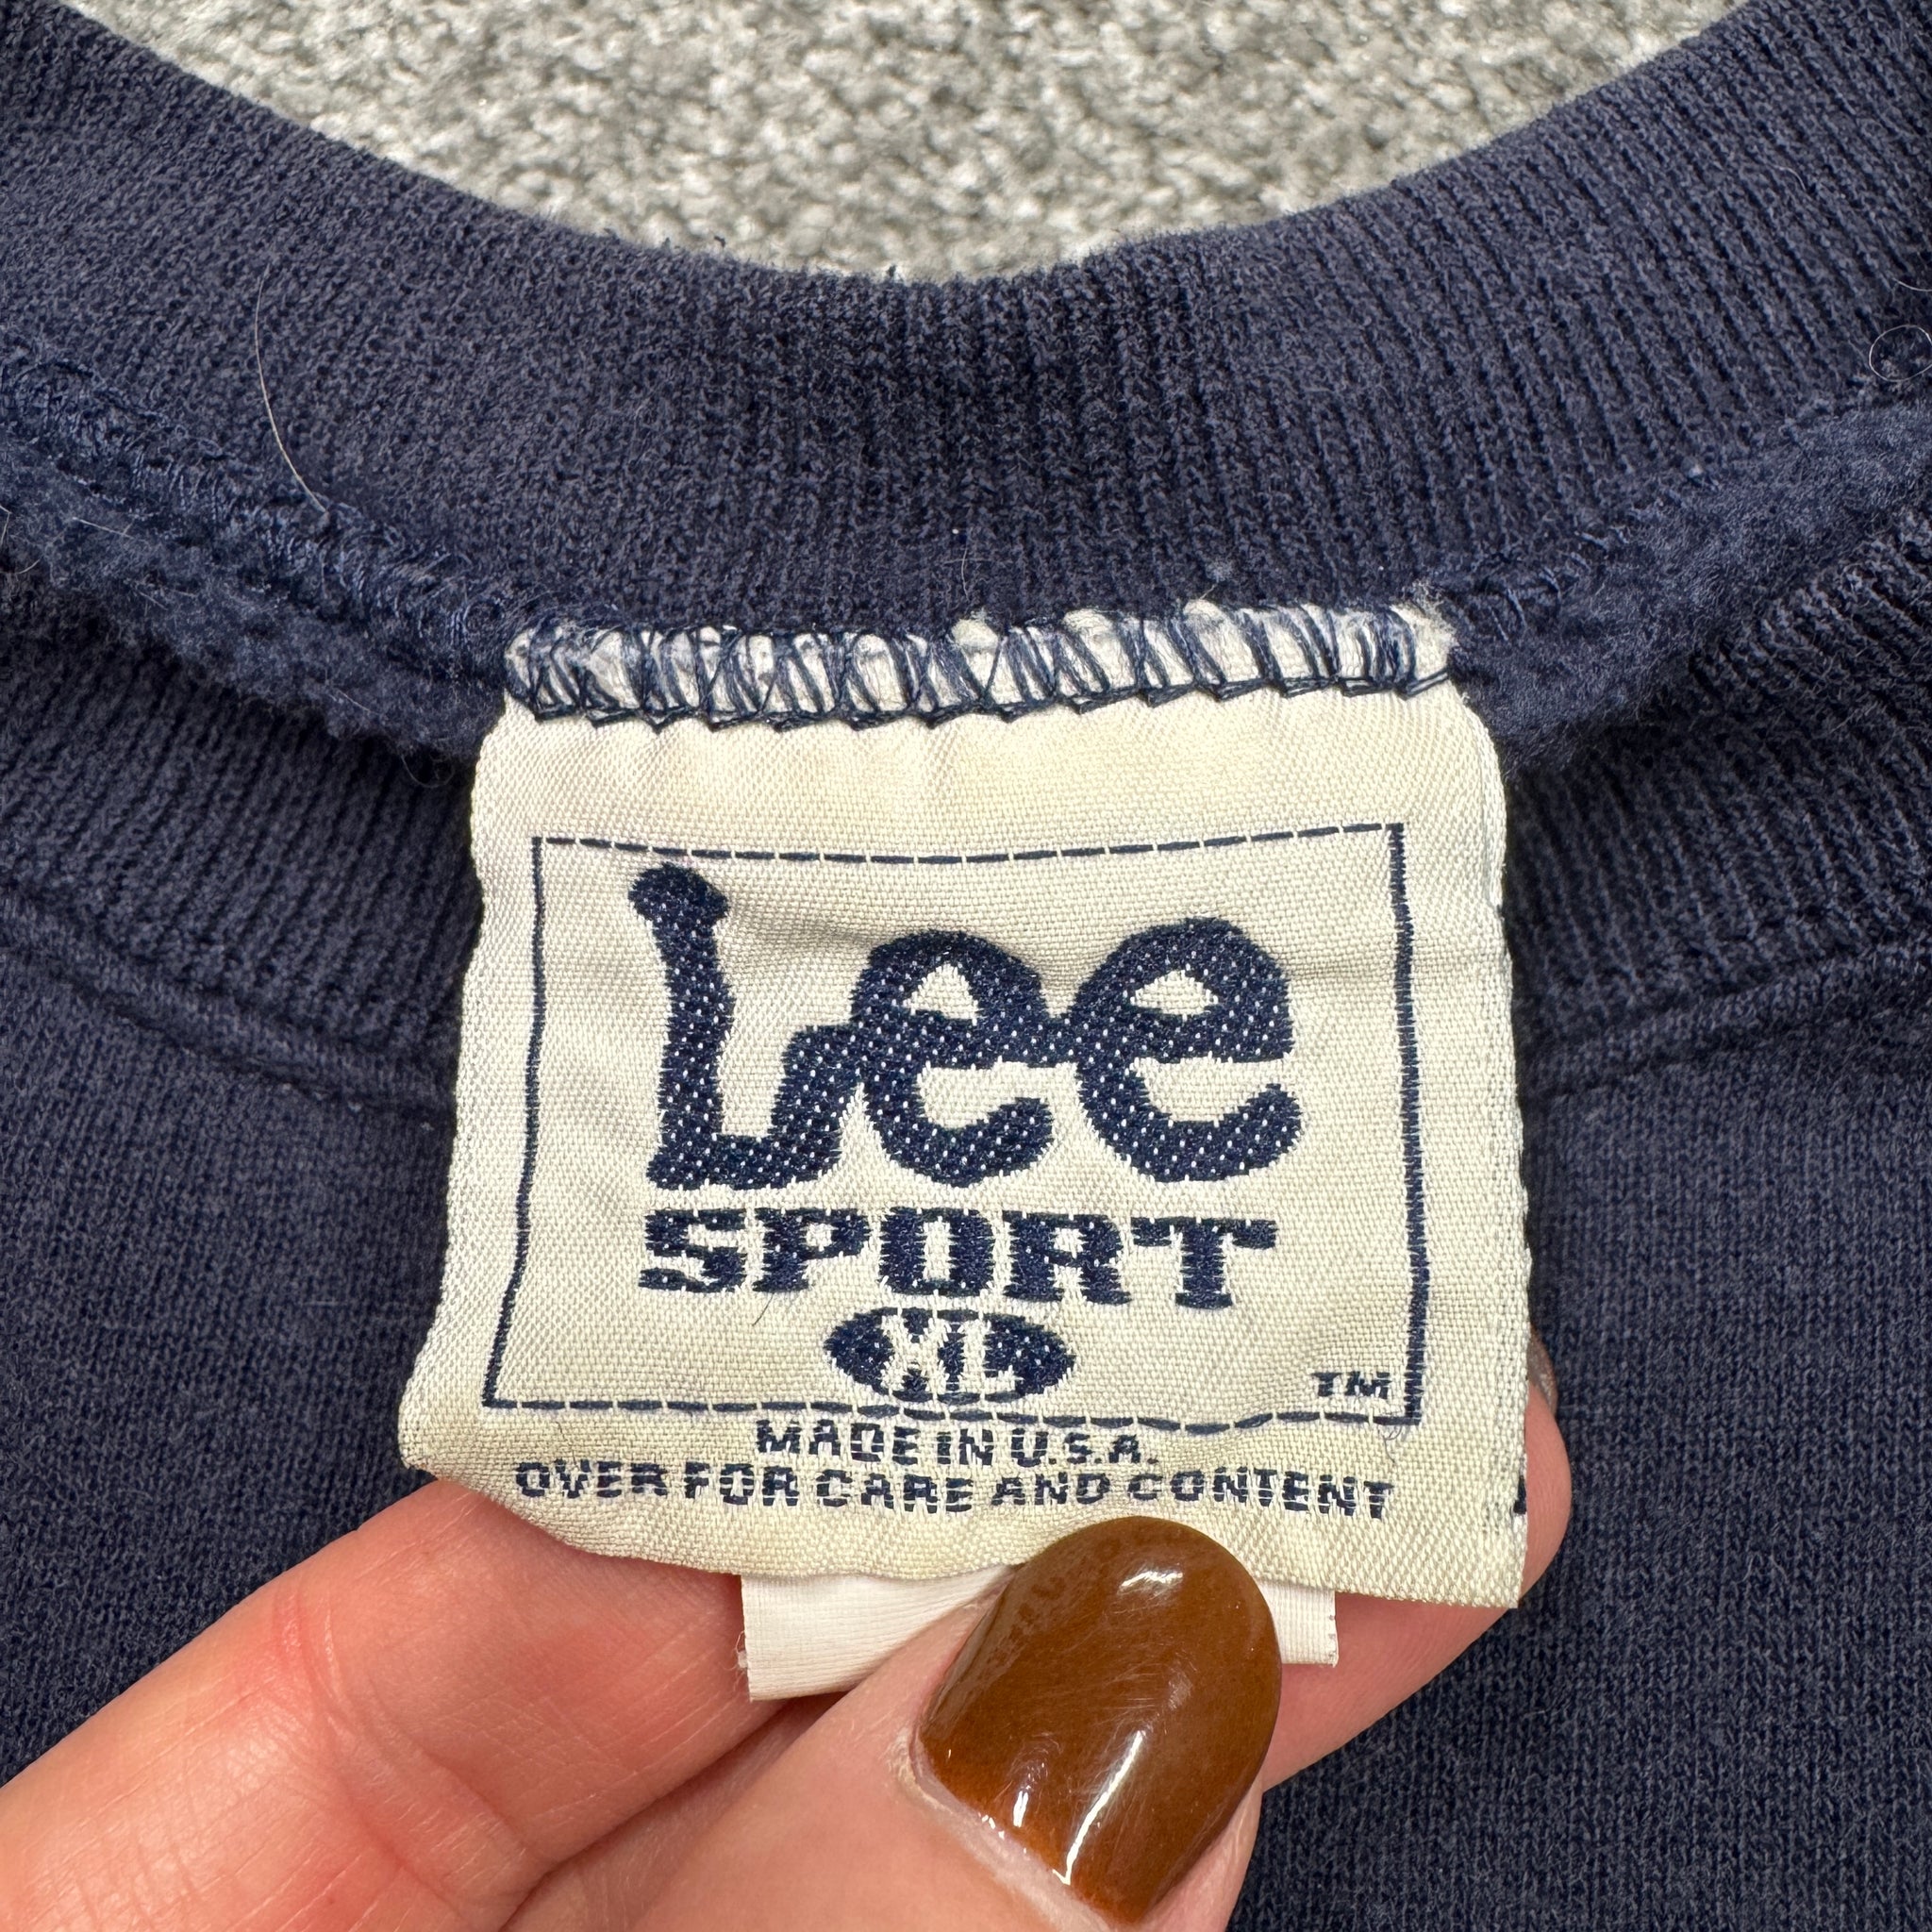 Lee
SPORT
XL
TM
MADE IN U.S.A.
OVER FOR CARE AND CONTENT